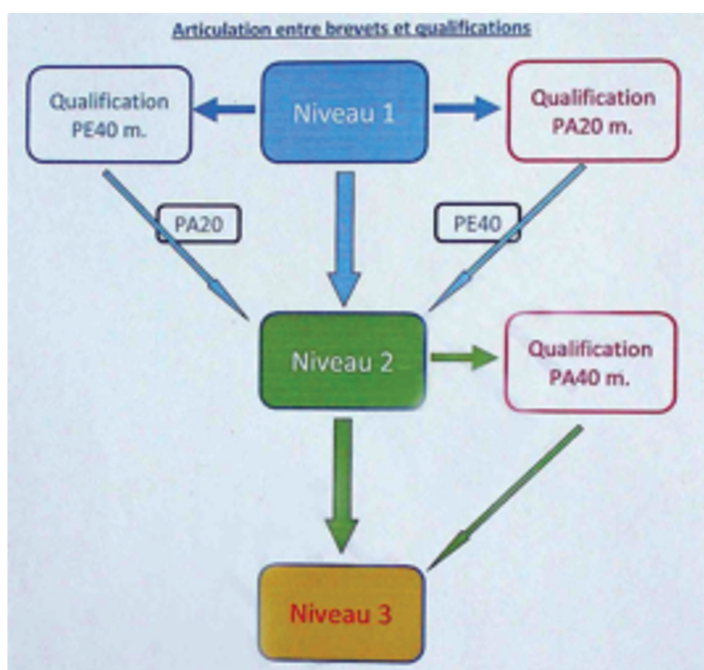 Articulation entre brevets et qualifications
Qualification
PE40 m.
Niveau 1
Qualification
PA20 m.
PA20
PE40
Niveau 2
Qualification
PA40 m.
Niveau 3